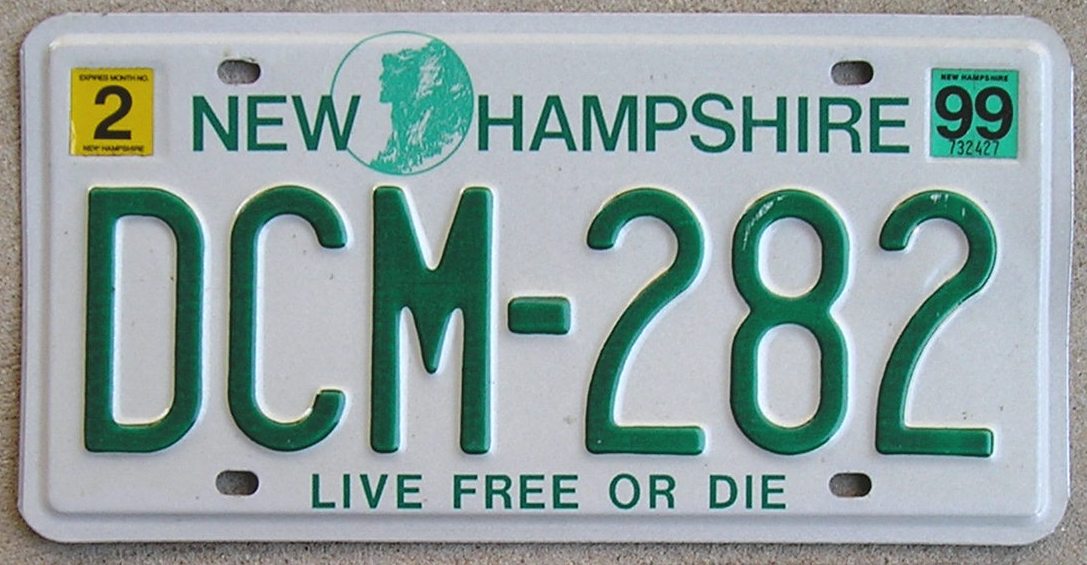 EXPIRES MONTH NO.
2
NEW HAMPSHIRE
NEW HAMPSHIRE
NEW HAMPSHIRE
99
732427
DCM-282
LIVE FREE OR DIE